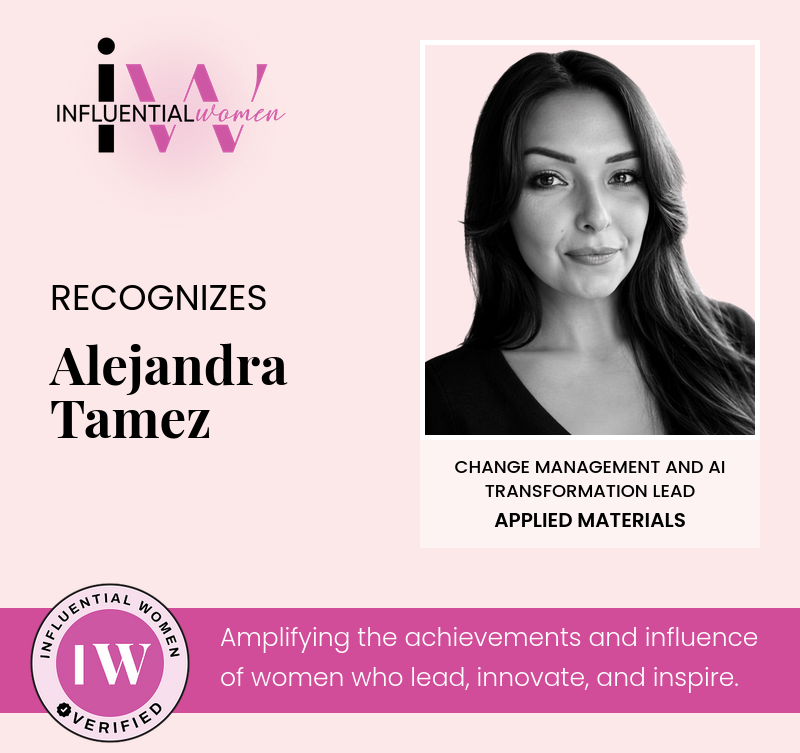 iW
INFLUENTIALwomen
RECOGNIZES
Alejandra
Tamez
CHANGE MANAGEMENT AND AI
TRANSFORMATION LEAD
APPLIED MATERIALS
INFLUENTIAL WOMEN
IW
VERIFIED
Amplifying the achievements and influence
of women who lead, innovate, and inspire.